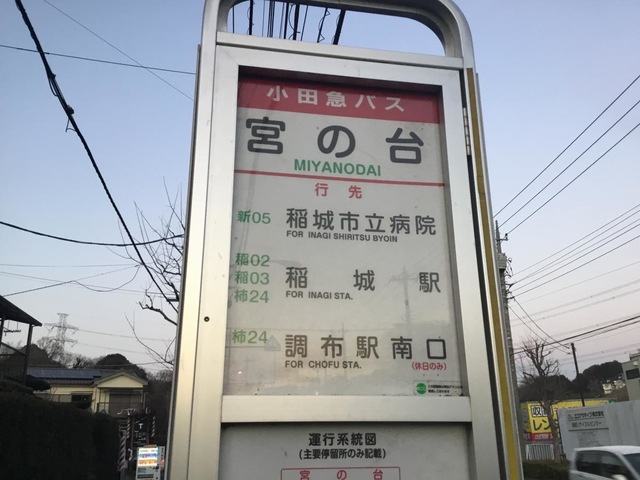 小田急バス
宮の台
MIYANODAI
行先
新05 稲城市立病院
FOR INAGI SHIRITSU BYOIN
稲02
稲03 稲城駅
柿24 FOR INAGI STA.
柿24 調布駅南口
FOR CHOFU STA. (休日のみ)
運行系統図
(主要停留所のみ記載)
宮の台
レン